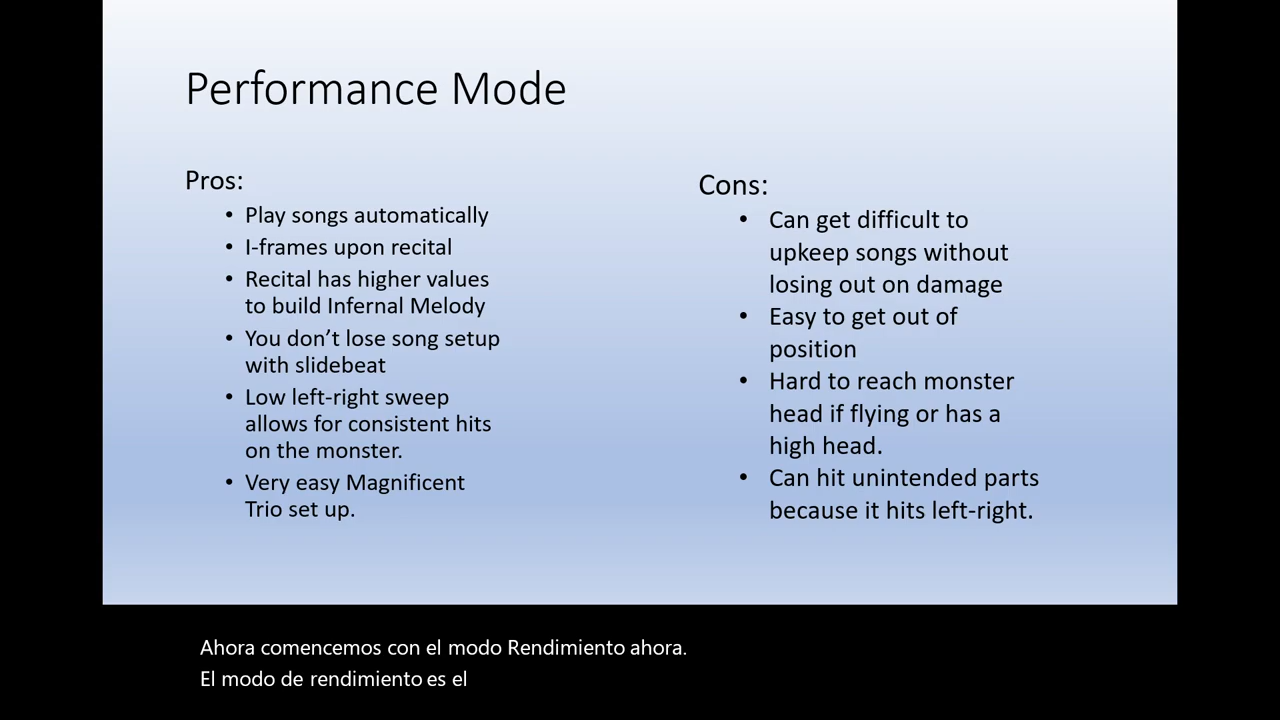 Performance Mode
Pros:
• Play songs automatically
• I-frames upon recital
• Recital has higher values
to build Infernal Melody
• You don’t lose song setup
with slidebeat
• Low left-right sweep
allows for consistent hits
on the monster.
• Very easy Magnificent
Trio set up.
Cons:
• Can get difficult to
upkeep songs without
losing out on damage
• Easy to get out of
position
• Hard to reach monster
head if flying or has a
high head.
• Can hit unintended parts
because it hits left-right.
Ahora comencemos con el modo Rendimiento ahora.
El modo de rendimiento es el